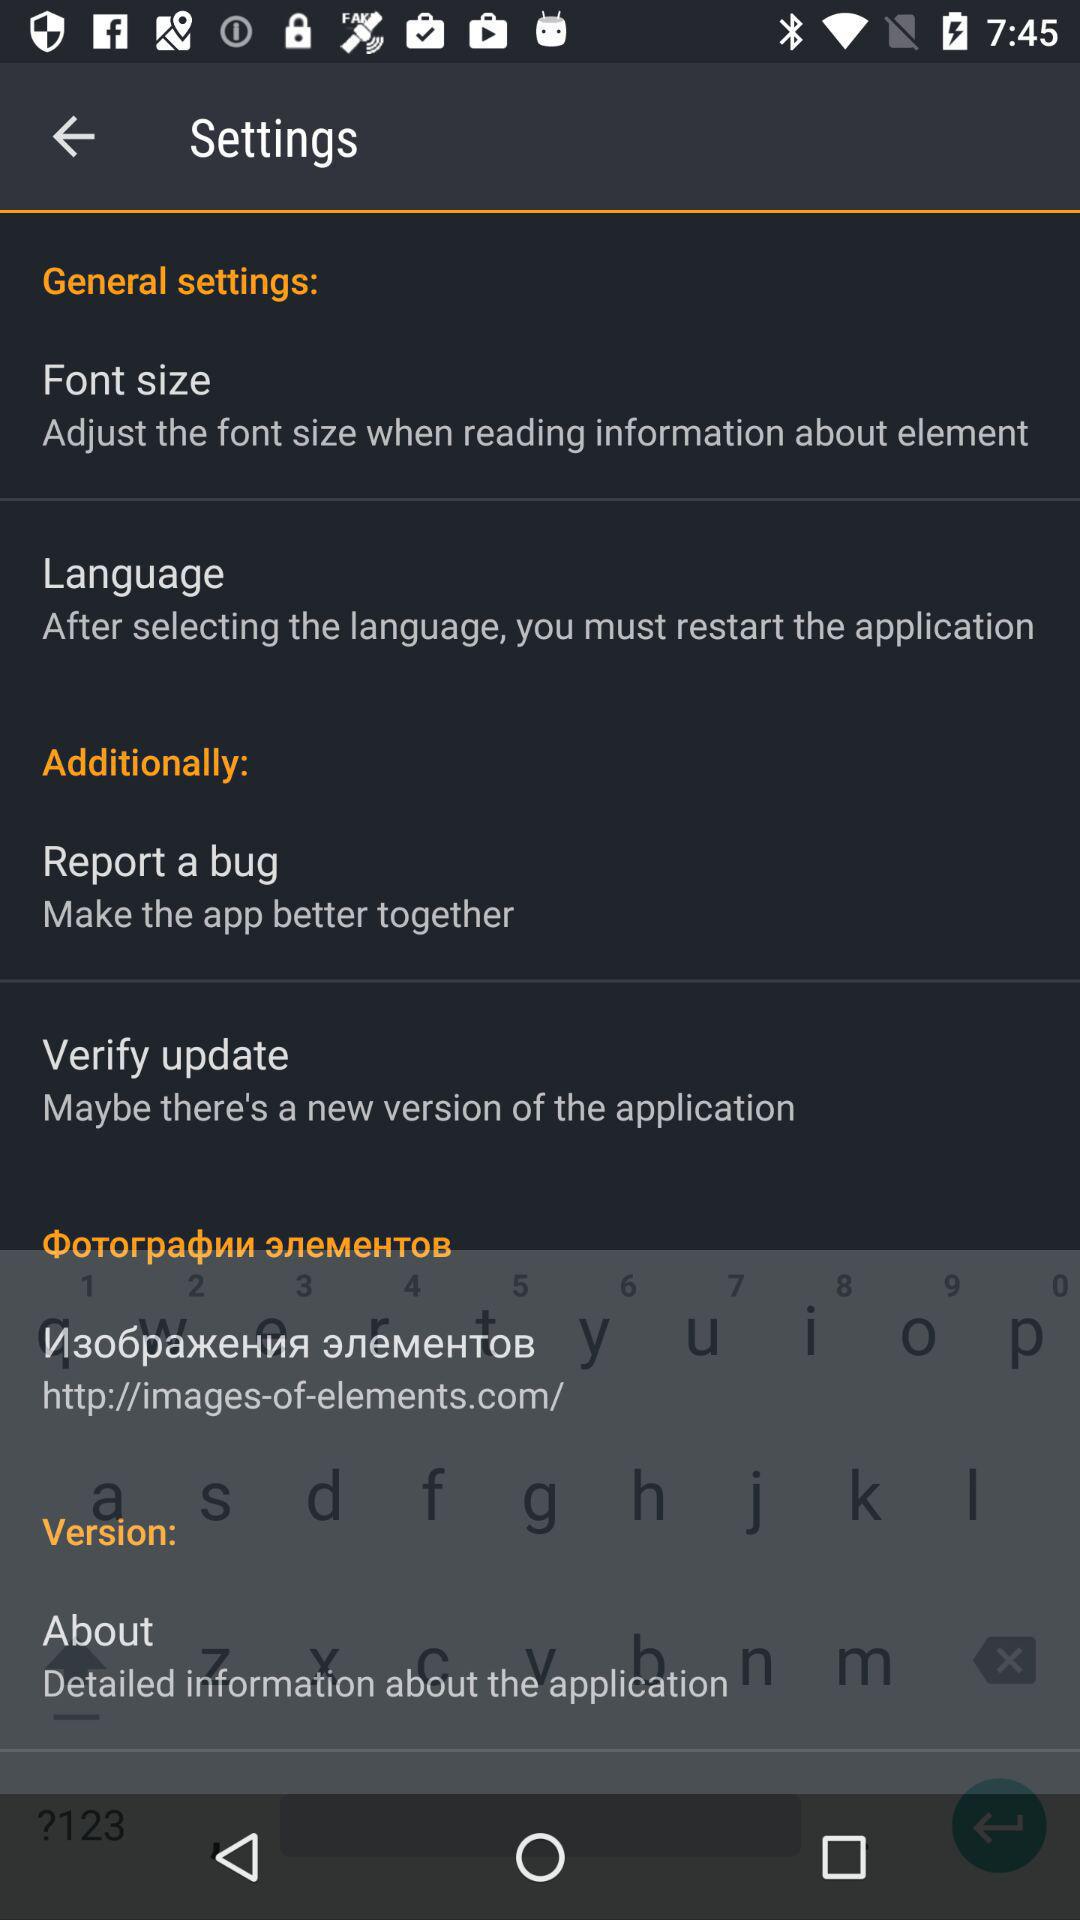 FAKE
7:45
Settings
General settings:
Font size
Adjust the font size when reading information about element
Language
After selecting the language, you must restart the application
Additionally:
Report a bug
Make the app better together
Verify update
Maybe there's a new version of the application
Фотографии элементов
1 2 3 4 5 6 7 8 9 0
q w e r t y u i o p
Изображения элементов
http://images-of-elements.com/
a s d f g h j k l
Version:
About
z x c v b n m
Detailed information about the application
?123 ,